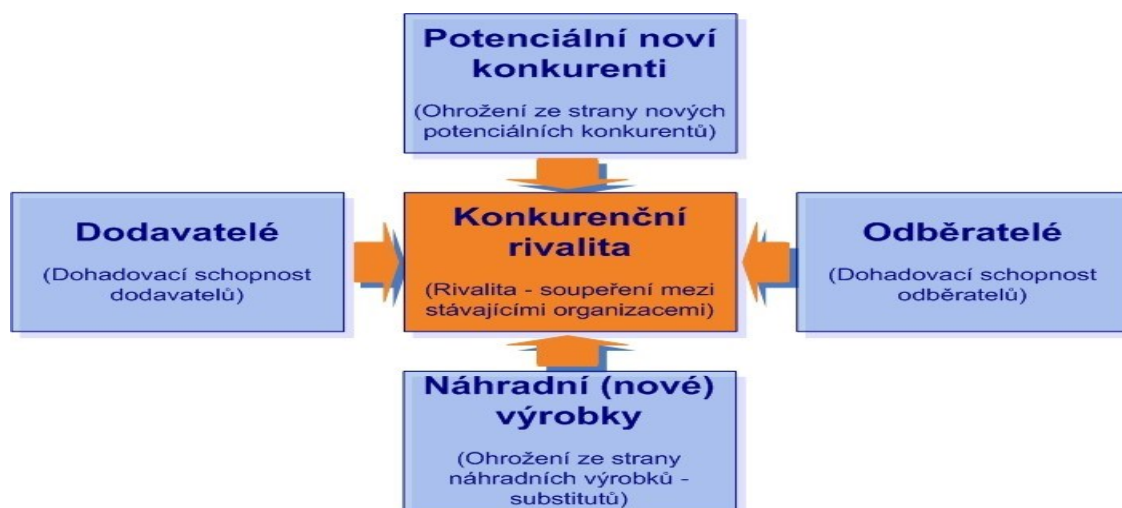 Potenciální noví
konkurenti
(Ohrožení ze strany nových
potenciálních konkurentů)
Dodavatelé
(Dohadovací schopnost
dodavatelů)
Konkurenční
rivalita
(Rivalita - soupeření mezi
stávajícími organizacemi)
Odběratelé
(Dohadovací schopnost
odběratelů)
Náhradní (nové)
výrobky
(Ohrožení ze strany
náhradních výrobků -
substitutů)